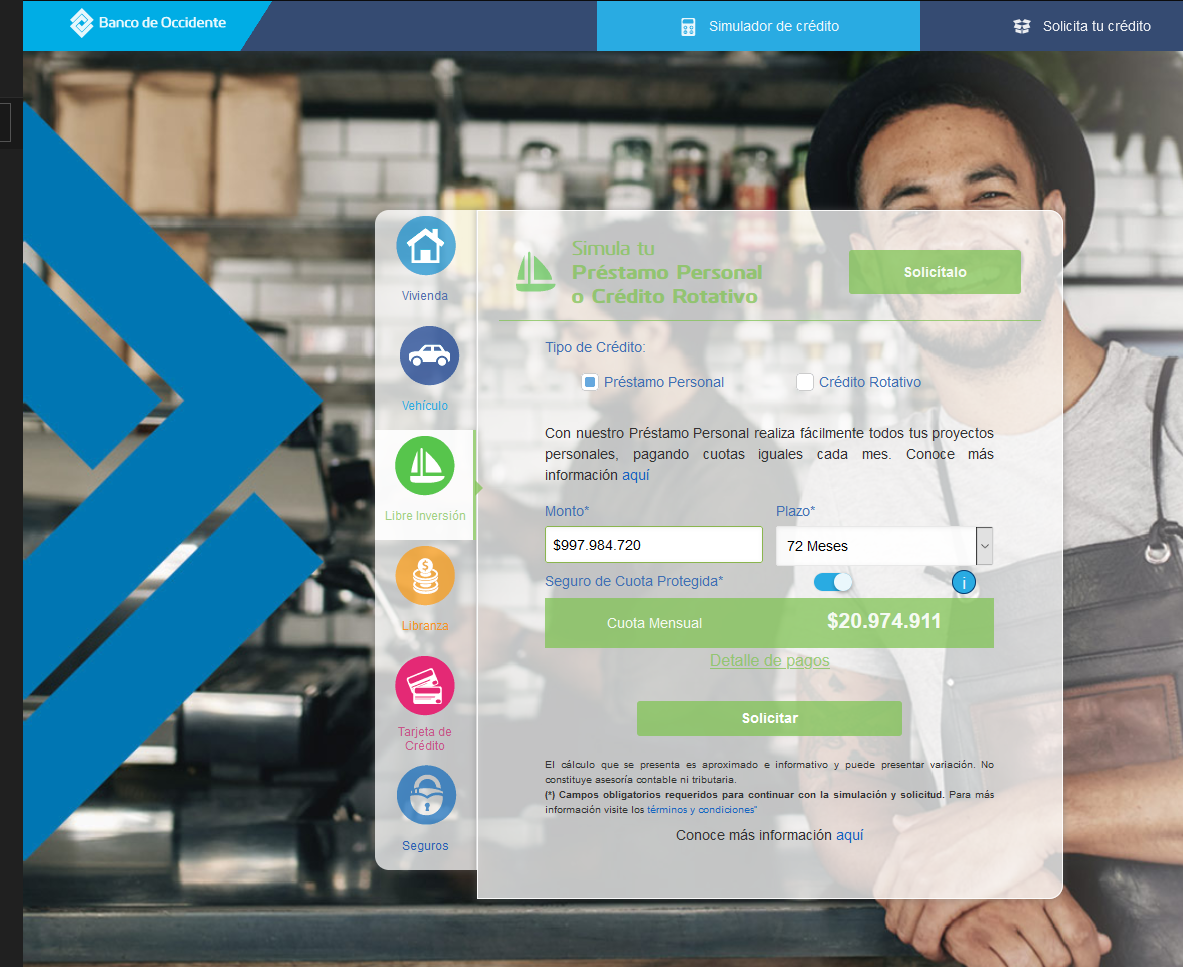 Banco de Occidente
Simulador de crédito
Solicita tu crédito
Vivienda
Vehículo
Libre Inversión
Libranza
Tarjeta de
Crédito
Seguros
Simula tu
Préstamo Personal
o Crédito Rotativo
Solicítalo
Tipo de Crédito:
Préstamo Personal
Crédito Rotativo
Con nuestro Préstamo Personal realiza fácilmente todos tus proyectos
personales, pagando cuotas iguales cada mes. Conoce más
información aquí
Monto*
Plazo*
$997.984.720
72 Meses
Seguro de Cuota Protegida*
i
Cuota Mensual
$20.974.911
Detalle de pagos
Solicitar
El cálculo que se presenta es aproximado e informativo y puede presentar variación. No
constituye asesoría contable ni tributaria.
(*) Campos obligatorios requeridos para continuar con la simulación y solicitud. Para más
información visite los términos y condiciones"
Conoce más información aquí